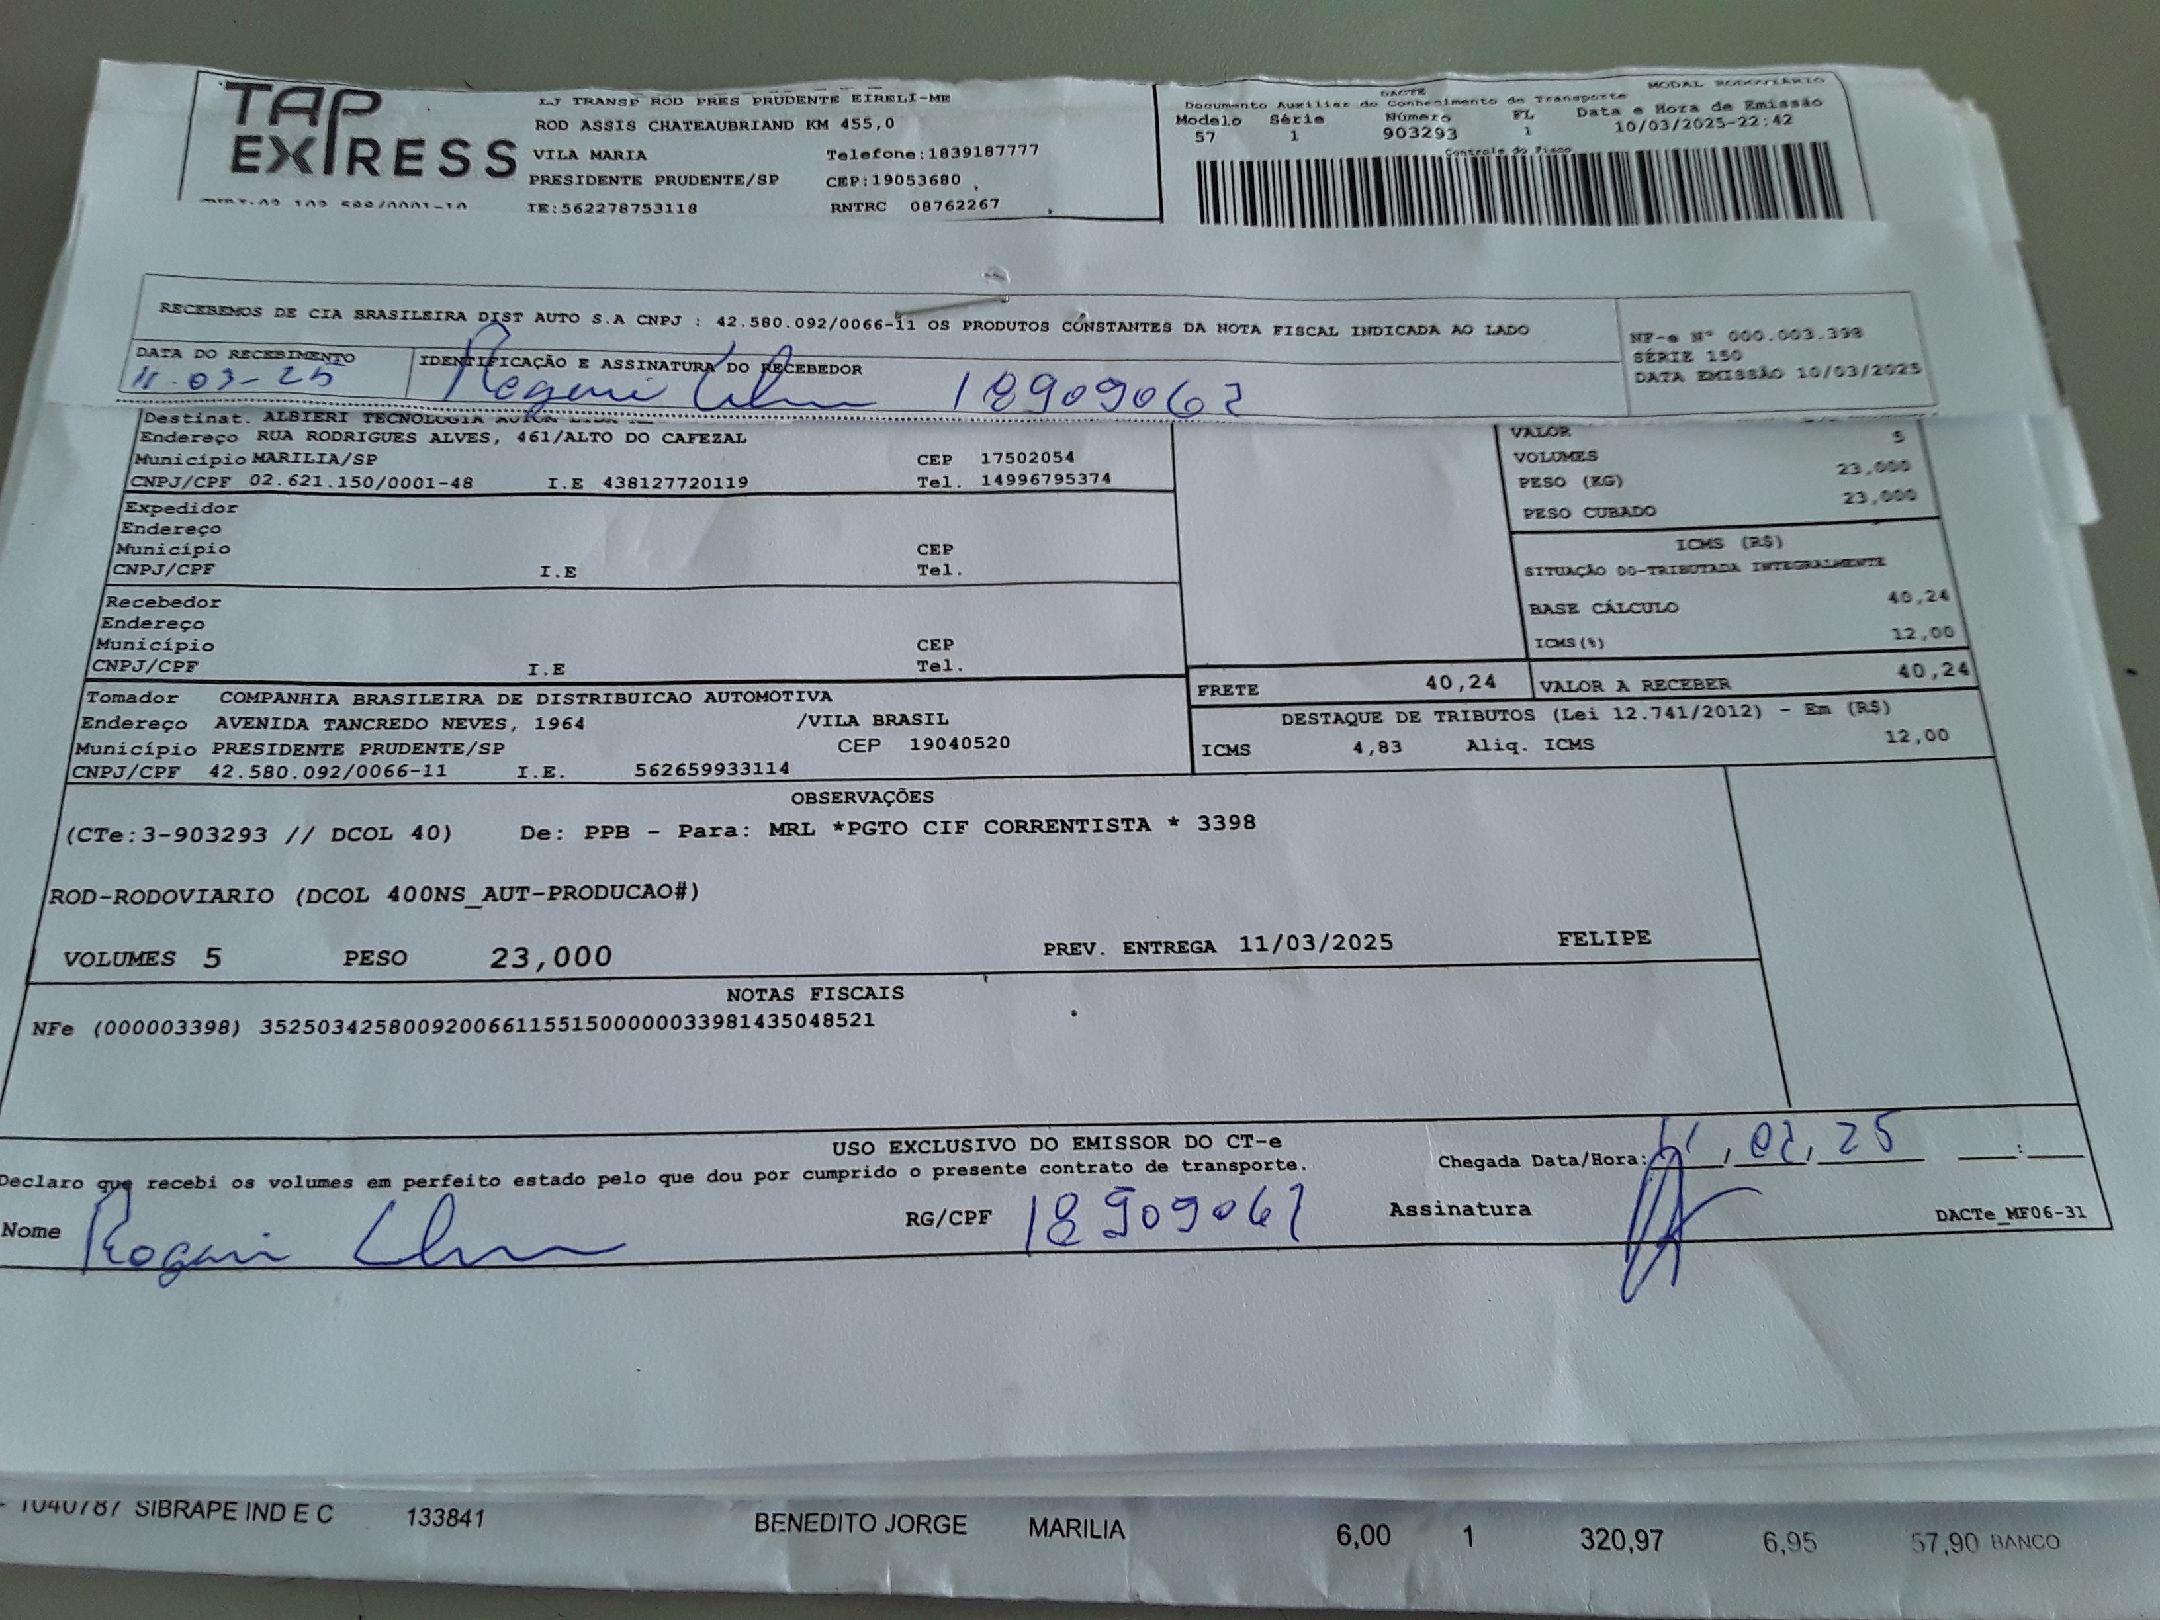 TAP EXPRESS
LJ TRANSP ROD PRES PRUDENTE EIRELI-ME
ROD ASSIS CHATEAUBRIAND KM 455,0
VILA MARIA Telefone:1839187777
PRESIDENTE PRUDENTE/SP CEP:19053680
IE:562278753118 RNTRC 08762267
DACTE MODAL RODOVIÁRIO
Documento Auxiliar do Conhecimento de Transporte
Modelo Série Número FL Data e Hora de Emissão
57 1 903293 1 10/03/2025-22:42
Controle do Fisco
RECEBEMOS DE CIA BRASILEIRA DIST AUTO S.A CNPJ : 42.580.092/0066-11 OS PRODUTOS CONSTANTES DA NOTA FISCAL INDICADA AO LADO
NF-e Nº 000.003.398
SÉRIE 150
DATA EMISSÃO 10/03/2025
DATA DO RECEBIMENTO IDENTIFICAÇÃO E ASSINATURA DO RECEBEDOR
11.03-25 18909062
Destinat. ALBIERI TECNOLOGIA
Endereço RUA RODRIGUES ALVES, 461/ALTO DO CAFEZAL
Município MARILIA/SP CEP 17502054
CNPJ/CPF 02.621.150/0001-48 I.E 438127720119 Tel. 14996795374
Expedidor
Endereço
Município CEP
CNPJ/CPF I.E Tel.
Recebedor
Endereço
Município CEP
CNPJ/CPF I.E Tel.
VALOR
VOLUMES 5
PESO (KG) 23,000
PESO CUBADO 23,000
ICMS (R$)
SITUAÇÃO 00-TRIBUTADA INTEGRALMENTE
BASE CÁLCULO 40,24
ICMS(%) 12,00
FRETE 40,24 VALOR A RECEBER 40,24
DESTAQUE DE TRIBUTOS (Lei 12.741/2012) - Em (R$)
ICMS 4,83 Aliq. ICMS 12,00
Tomador COMPANHIA BRASILEIRA DE DISTRIBUICAO AUTOMOTIVA
Endereço AVENIDA TANCREDO NEVES, 1964 /VILA BRASIL
Município PRESIDENTE PRUDENTE/SP CEP 19040520
CNPJ/CPF 42.580.092/0066-11 I.E. 562659933114
OBSERVAÇÕES
(CTe:3-903293 // DCOL 40) De: PPB - Para: MRL *PGTO CIF CORRENTISTA * 3398
ROD-RODOVIARIO (DCOL 400NS_AUT-PRODUCAO#)
VOLUMES 5 PESO 23,000 PREV. ENTREGA 11/03/2025 FELIPE
NOTAS FISCAIS
NFe (000003398) 35250342580092006611551500000033981435048521
USO EXCLUSIVO DO EMISSOR DO CT-e
Declaro que recebi os volumes em perfeito estado pelo que dou por cumprido o presente contrato de transporte.
Chegada Data/Hora:
Nome RG/CPF 18909067 Assinatura
DACTe_MF06-31
1040787 SIBRAPE IND E C 133841 BENEDITO JORGE MARILIA 6,00 1 320,97 6,95 57,90 BANCO